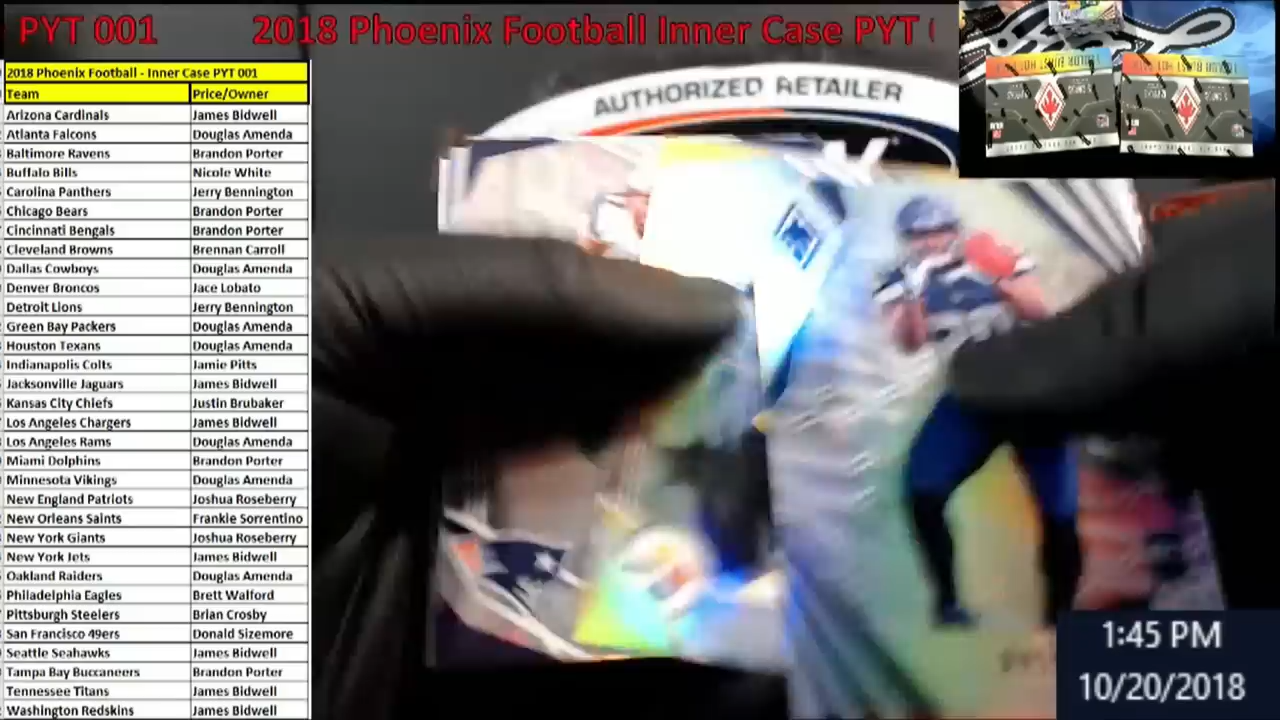 PYT 001 2018 Phoenix Football Inner Case PYT
2018 Phoenix Football - Inner Case PYT 001
Team Price/Owner
Arizona Cardinals James Bidwell
Atlanta Falcons Douglas Amenda
Baltimore Ravens Brandon Porter
Buffalo Bills Nicole White
Carolina Panthers Jerry Bennington
Chicago Bears Brandon Porter
Cincinnati Bengals Brandon Porter
Cleveland Browns Brennan Carroll
Dallas Cowboys Douglas Amenda
Denver Broncos Jace Lobato
Detroit Lions Jerry Bennington
Green Bay Packers Douglas Amenda
Houston Texans Douglas Amenda
Indianapolis Colts Jamie Pitts
Jacksonville Jaguars James Bidwell
Kansas City Chiefs Justin Brubaker
Los Angeles Chargers James Bidwell
Los Angeles Rams Douglas Amenda
Miami Dolphins Brandon Porter
Minnesota Vikings Douglas Amenda
New England Patriots Joshua Roseberry
New Orleans Saints Frankie Sorrentino
New York Giants Joshua Roseberry
New York Jets James Bidwell
Oakland Raiders Douglas Amenda
Philadelphia Eagles Brett Walford
Pittsburgh Steelers Brian Crosby
San Francisco 49ers Donald Sizemore
Seattle Seahawks James Bidwell
Tampa Bay Buccaneers Brandon Porter
Tennessee Titans James Bidwell
Washington Redskins James Bidwell
AUTHORIZED RETAILER
1:45 PM
10/20/2018